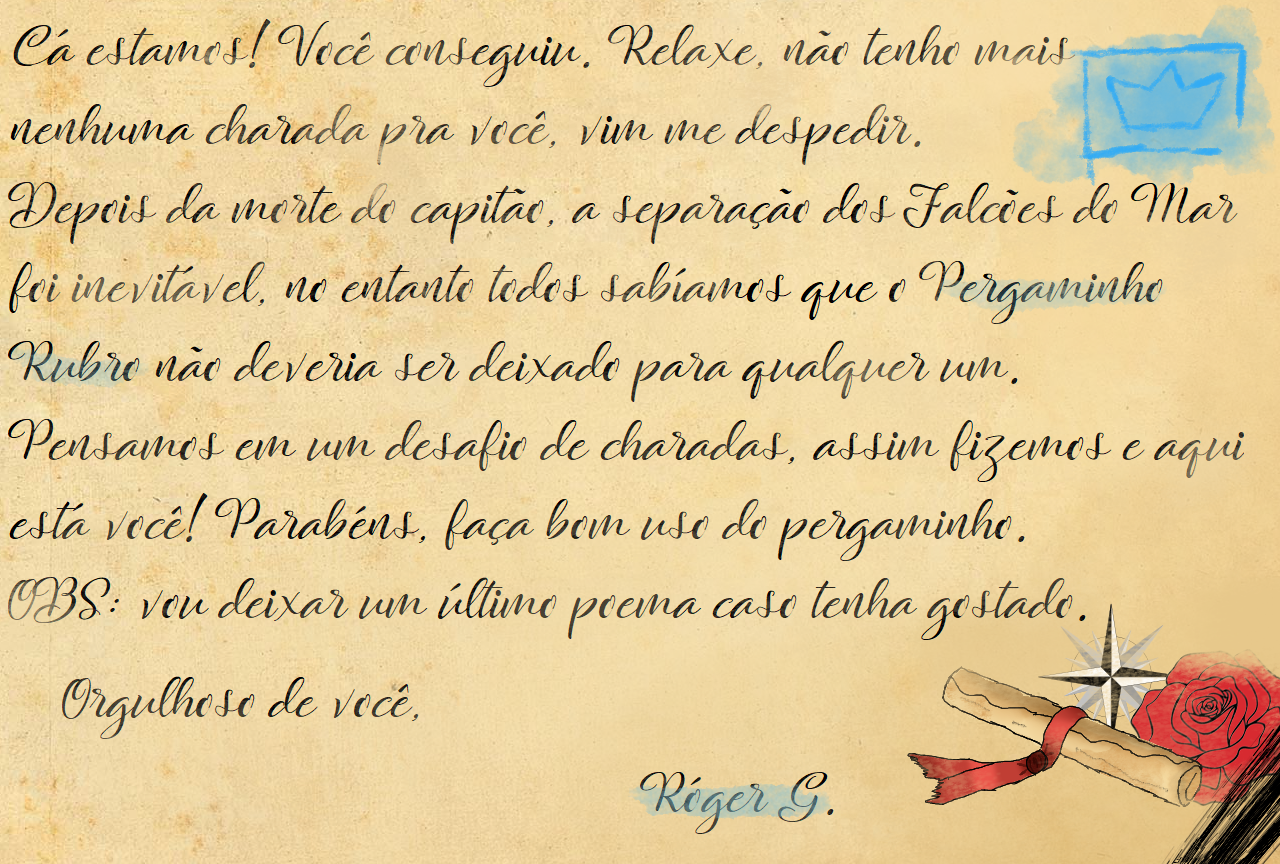 Cá estamos! Você conseguiu. Relaxe, não tenho mais
nenhuma charada pra você, vim me despedir.
Depois da morte do capitão, a separação dos Falcões do Mar
foi inevitável, no entanto todos sabíamos que o Pergaminho
Rubro não deveria ser deixado para qualquer um.
Pensamos em um desafio de charadas, assim fizemos e aqui
está você! Parabéns, faça bom uso do pergaminho.
OBS: vou deixar um último poema caso tenha gostado.
Orgulhoso de você,
Róger G.